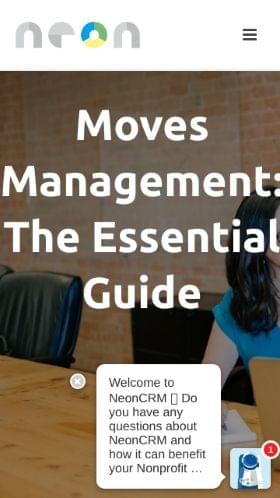 neon
Moves
Management:
The Essential
Guide
Welcome to
NeonCRM ▯ Do
you have any
questions about
NeonCRM and
how it can benefit
your Nonprofit ...
1